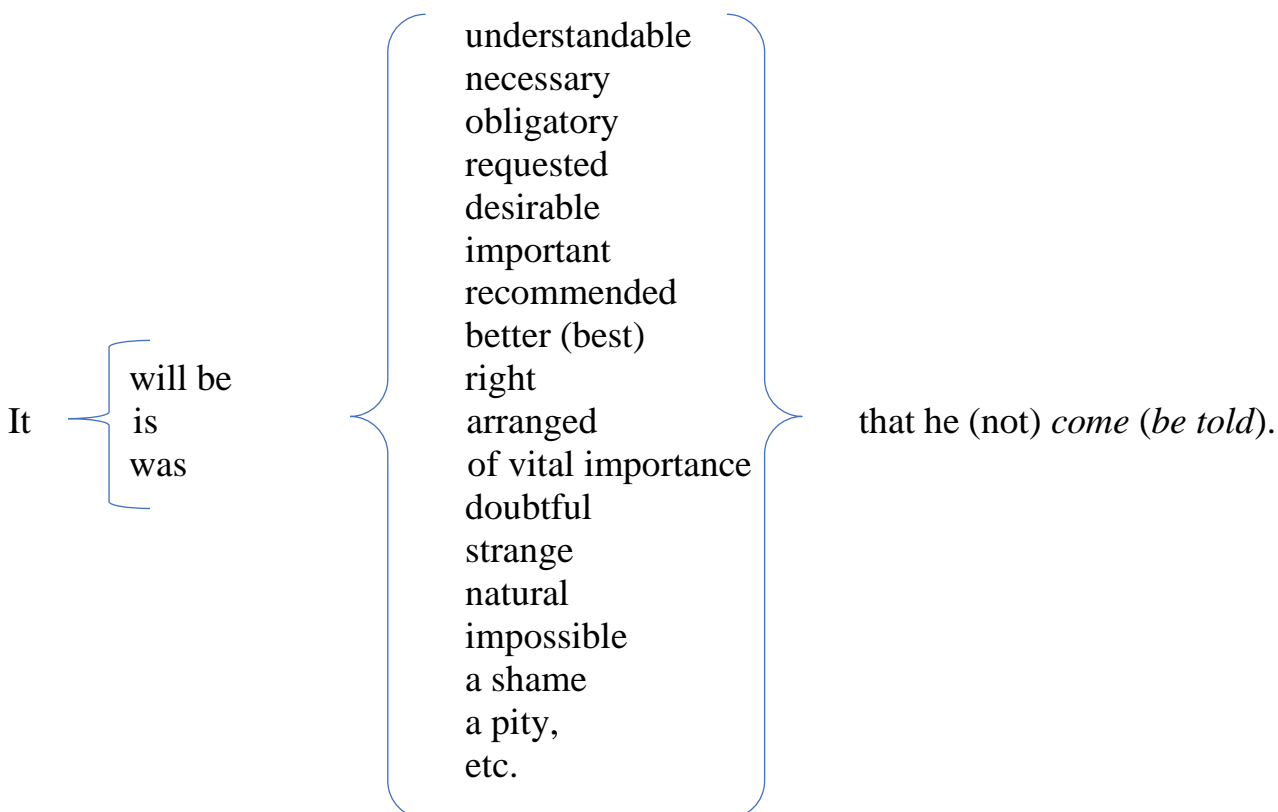 understandable
necessary
obligatory
requested
desirable
important
recommended
better (best)
will be right
It is arranged that he (not) come (be told).
was of vital importance
doubtful
strange
natural
impossible
a shame
a pity,
etc.